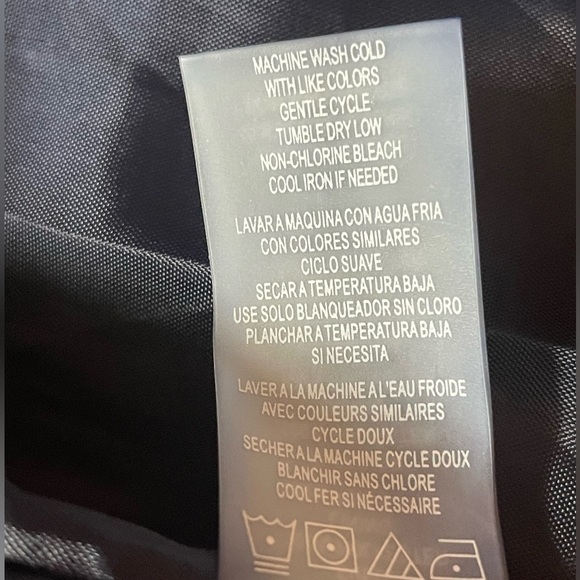 MACHINE WASH COLD
WITH LIKE COLORS
GENTLE CYCLE
TUMBLE DRY LOW
NON-CHLORINE BLEACH
COOL IRON IF NEEDED
LAVAR A MAQUINA CON AGUA FRIA
CON COLORES SIMILARES
CICLO SUAVE
SECAR A TEMPERATURA BAJA
USE SOLO BLANQUEADOR SIN CLORO
PLANCHAR A TEMPERATURA BAJA
SI NECESITA
LAVER A LA MACHINE A L'EAU FROIDE
AVEC COULEURS SIMILAIRES
CYCLE DOUX
SECHER A LA MACHINE CYCLE DOUX
BLANCHIR SANS CHLORE
COOL FER SI NÉCESSAIRE